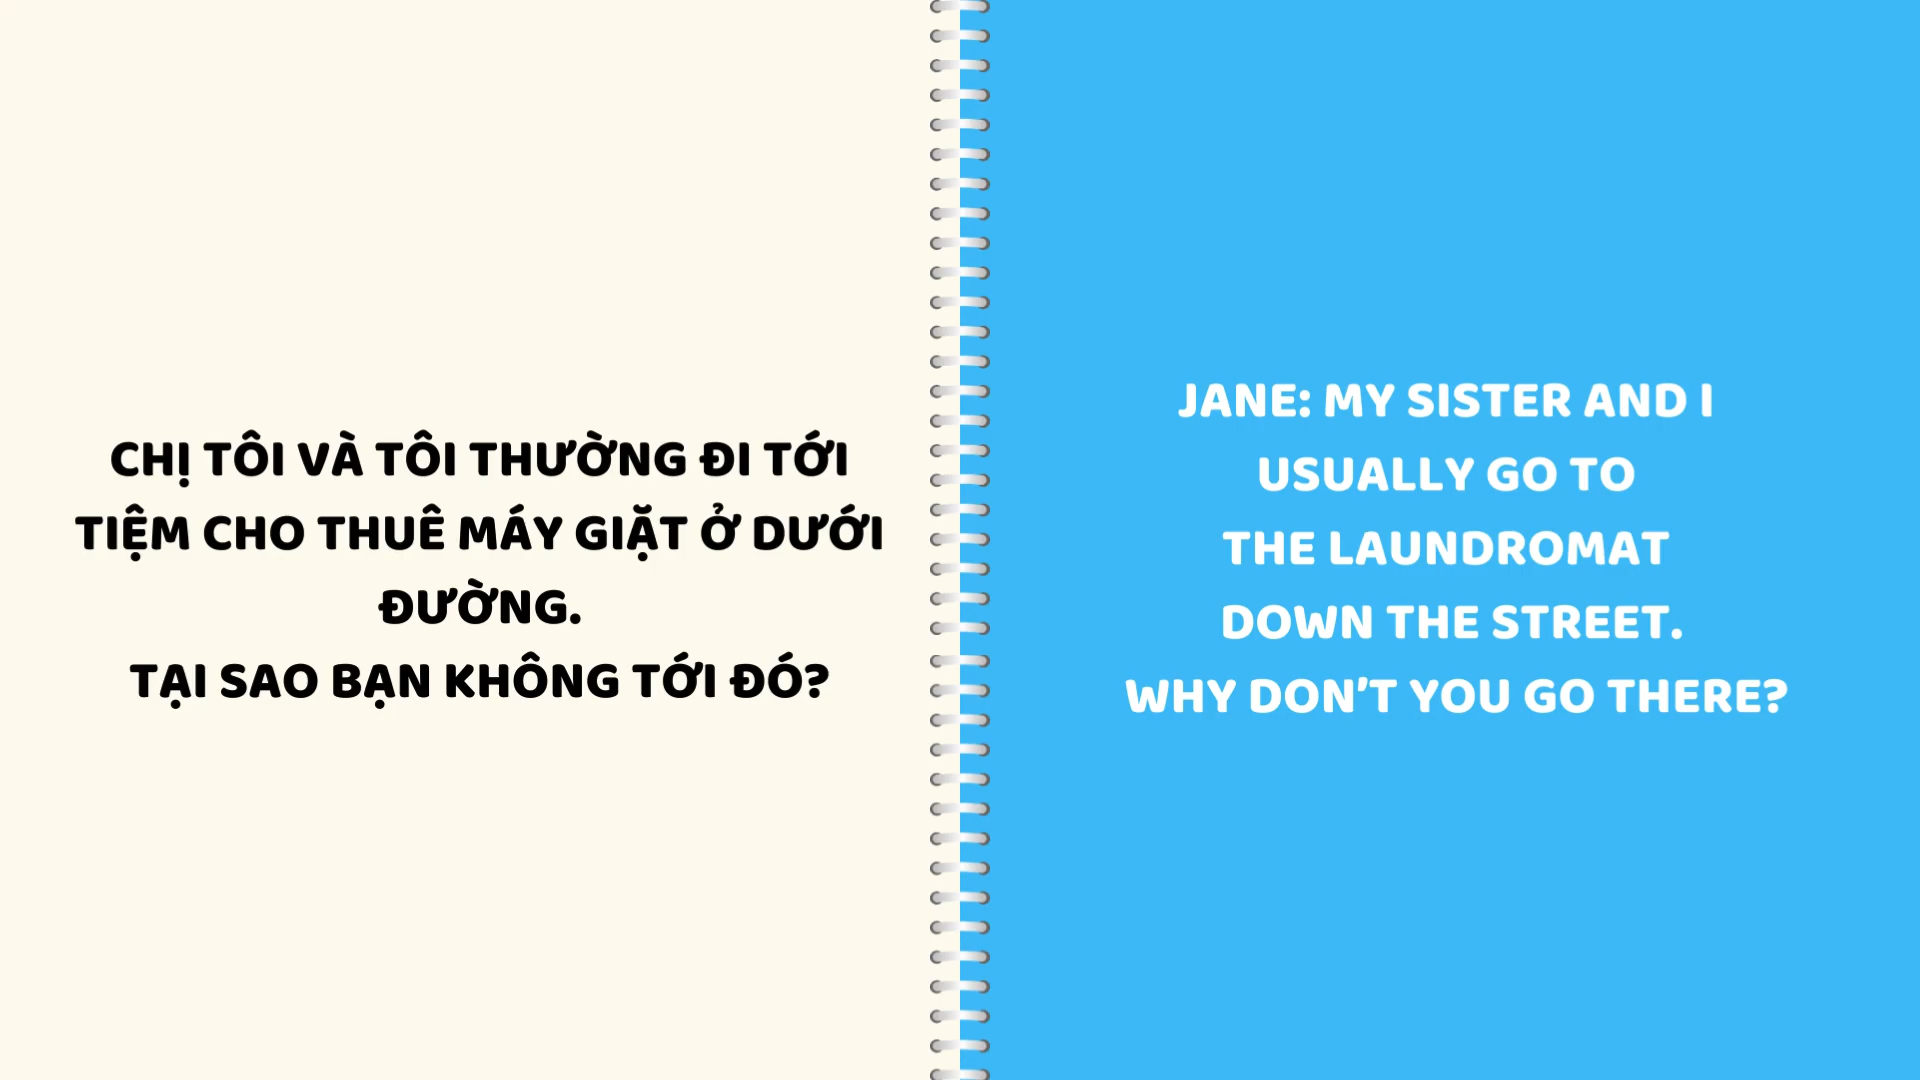 CHỊ TÔI VÀ TÔI THƯỜNG ĐI TỚI
TIỆM CHO THUÊ MÁY GIẶT Ở DƯỚI
ĐƯỜNG.
TẠI SAO BẠN KHÔNG TỚI ĐÓ?
JANE: MY SISTER AND I
USUALLY GO TO
THE LAUNDROMAT
DOWN THE STREET.
WHY DON'T YOU GO THERE?